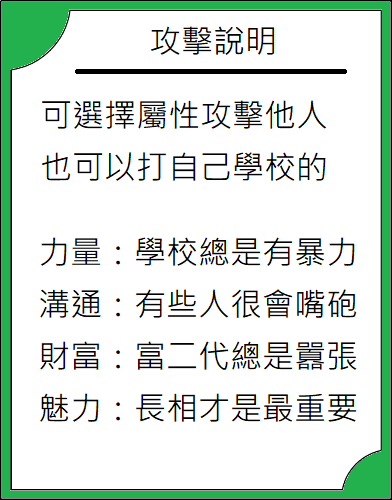 攻擊說明
可選擇屬性攻擊他人
也可以打自己學校的
力量：學校總是有暴力
溝通：有些人很會嘴砲
財富：富二代總是囂張
魅力：長相才是最重要